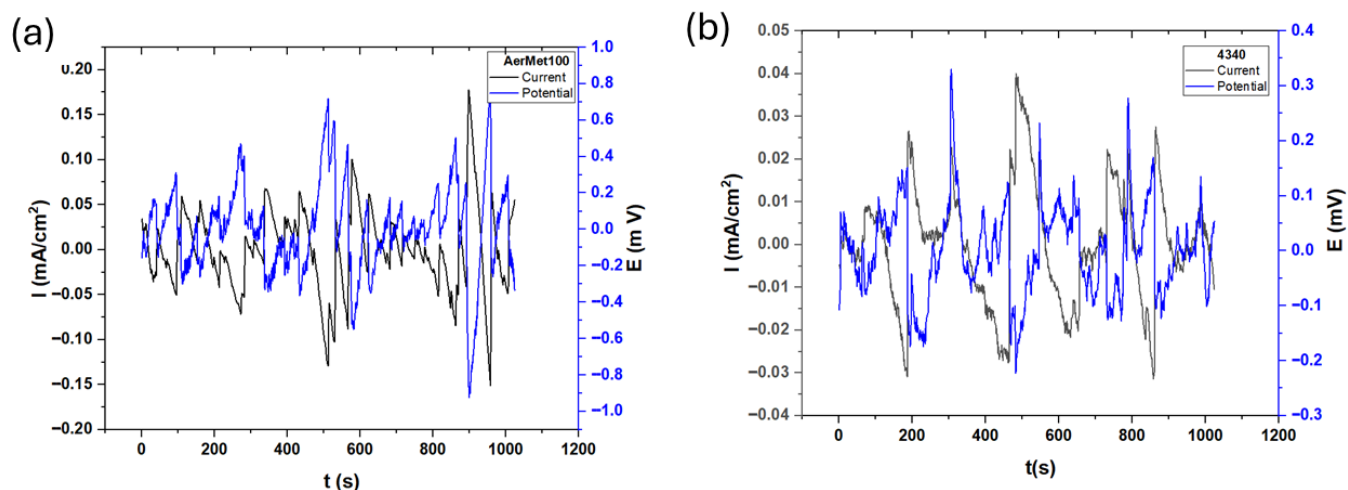 (a)
AerMet100
Current
Potential
0.20
0.15
0.10
0.05
0.00
−0.05
−0.10
−0.15
−0.20
I (mA/cm²)
1.0
0.8
0.6
0.4
0.2
0.0
−0.2
−0.4
−0.6
−0.8
−1.0
E (m V)
0 200 400 600 800 1000 1200
t (s)
(b)
4340
Current
Potential
0.05
0.04
0.03
0.02
0.01
0.00
−0.01
−0.02
−0.03
−0.04
I (mA/cm²)
0.4
0.3
0.2
0.1
0.0
−0.1
−0.2
−0.3
E (mV)
0 200 400 600 800 1000 1200
t(s)